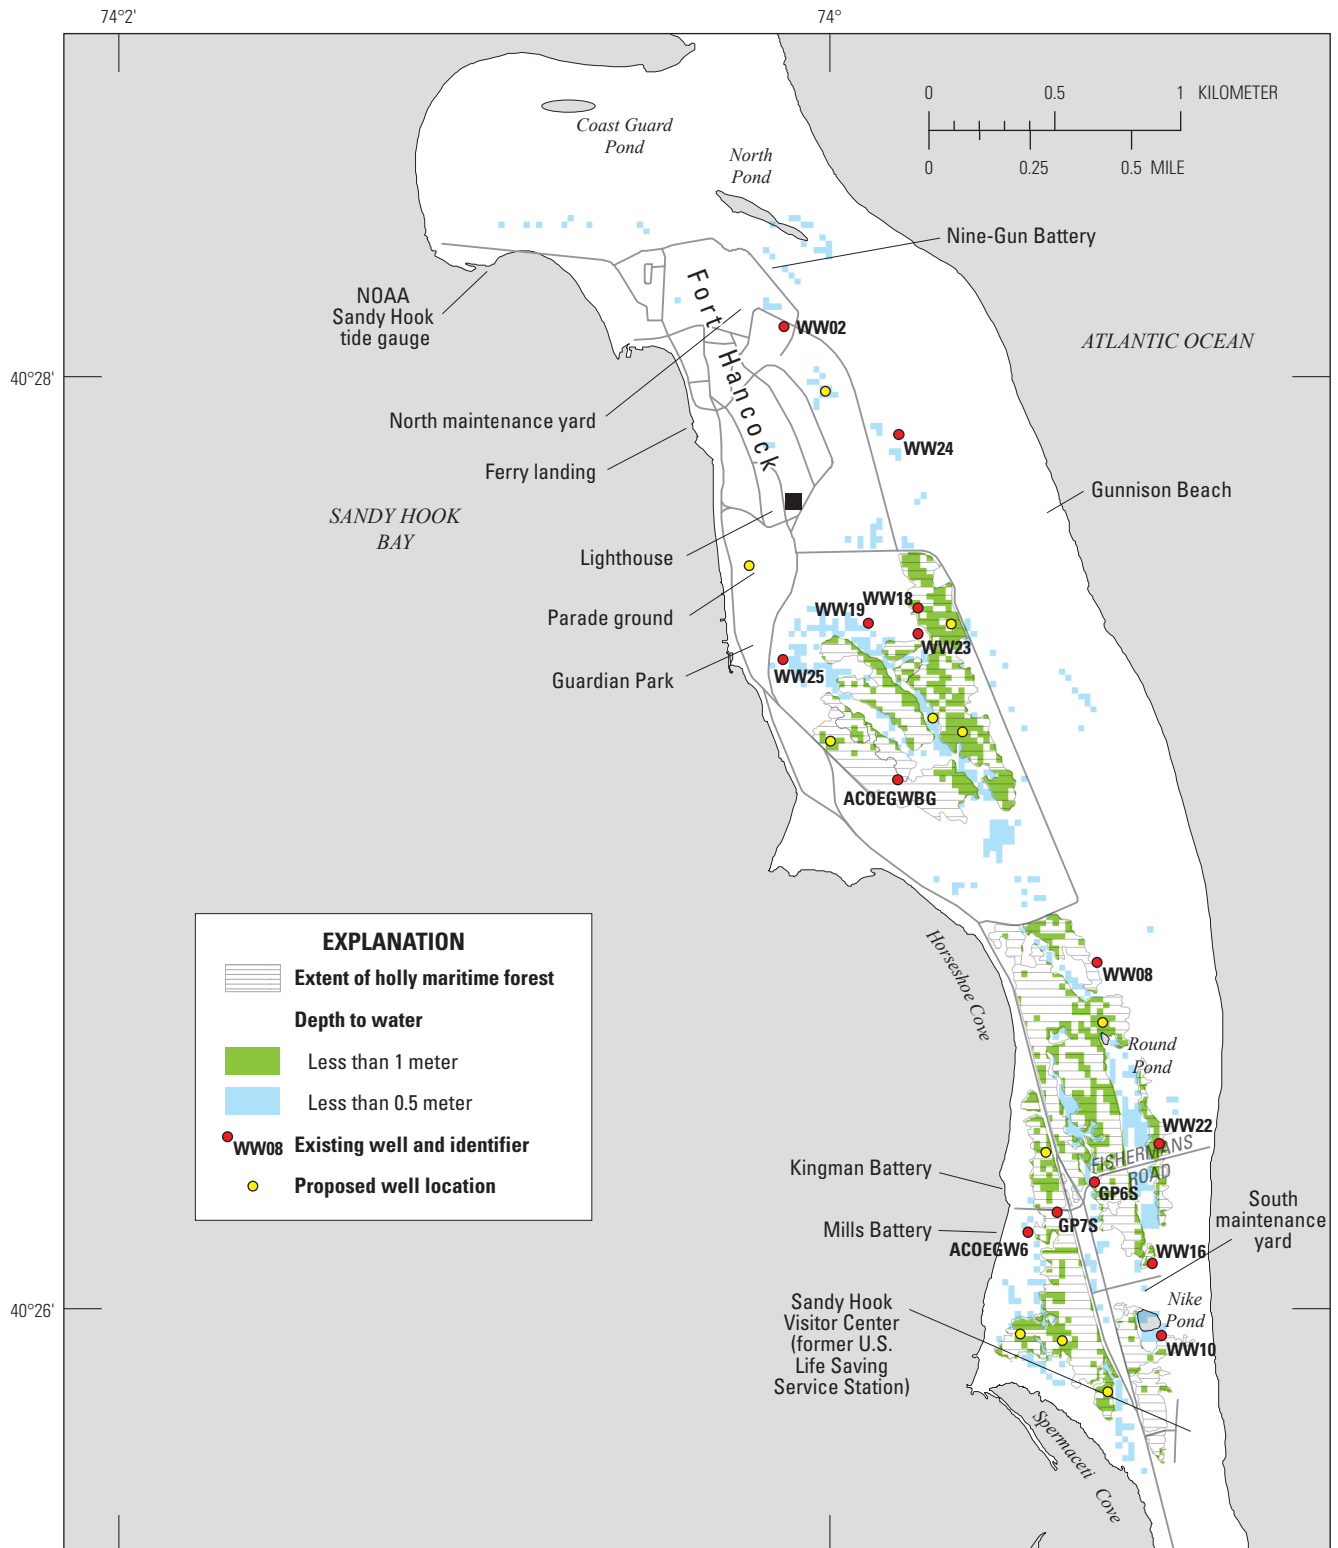 74°2'
74°
0 0.5 1 KILOMETER
0 0.25 0.5 MILE
Coast Guard
Pond
North
Pond
Nine-Gun Battery
NOAA
Sandy Hook
tide gauge
Fort Hancock
WW02
ATLANTIC OCEAN
40°28'
North maintenance yard
WW24
Ferry landing
Gunnison Beach
SANDY HOOK
BAY
Lighthouse
Parade ground
WW18
WW19
WW23
Guardian Park
WW25
ACOEGWBG
EXPLANATION
Extent of holly maritime forest
Depth to water
Less than 1 meter
Less than 0.5 meter
WW08 Existing well and identifier
Proposed well location
Horseshoe Cove
WW08
Round
Pond
WW22
FISHERMANS
ROAD
Kingman Battery
GP6S
GP7S
Mills Battery
ACOEGW6
South
maintenance
yard
WW16
40°26'
Sandy Hook
Visitor Center
(former U.S.
Life Saving
Service Station)
Nike
Pond
WW10
Spermaceti Cove